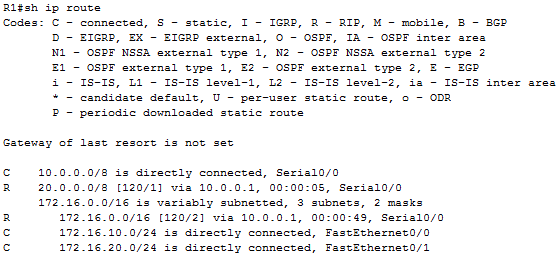 R1#sh ip route
Codes: C - connected, S - static, I - IGRP, R - RIP, M - mobile, B - BGP
       D - EIGRP, EX - EIGRP external, O - OSPF, IA - OSPF inter area
       N1 - OSPF NSSA external type 1, N2 - OSPF NSSA external type 2
       E1 - OSPF external type 1, E2 - OSPF external type 2, E - EGP
       i - IS-IS, L1 - IS-IS level-1, L2 - IS-IS level-2, ia - IS-IS inter area
       * - candidate default, U - per-user static route, o - ODR
       P - periodic downloaded static route
Gateway of last resort is not set
C    10.0.0.0/8 is directly connected, Serial0/0
R    20.0.0.0/8 [120/1] via 10.0.0.1, 00:00:05, Serial0/0
     172.16.0.0/16 is variably subnetted, 3 subnets, 2 masks
R       172.16.0.0/16 [120/2] via 10.0.0.1, 00:00:49, Serial0/0
C       172.16.10.0/24 is directly connected, FastEthernet0/0
C       172.16.20.0/24 is directly connected, FastEthernet0/1